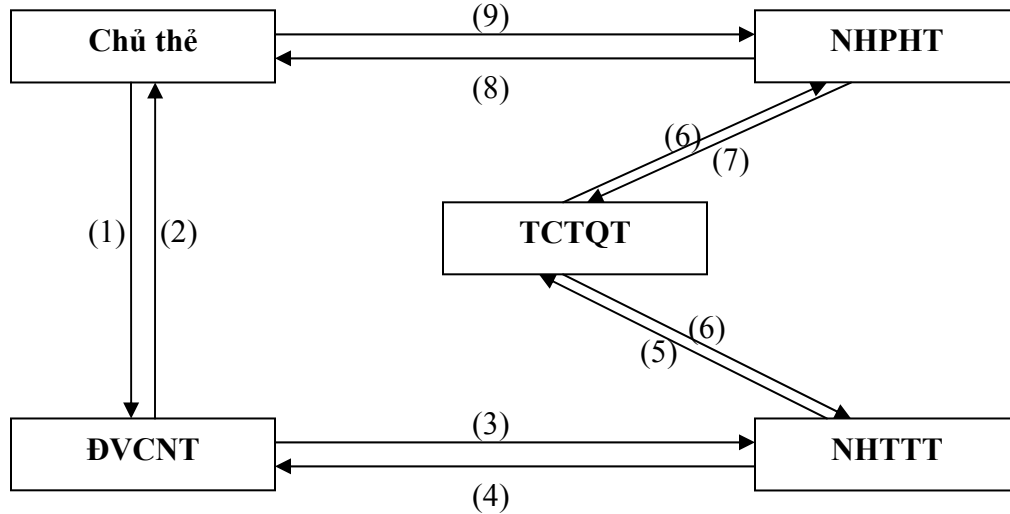 (9)
Chủ thẻ
NHPHT
(8)
(6)
(7)
(1)
(2)
TCTQT
(6)
(5)
(3)
ĐVCNT
NHTTT
(4)